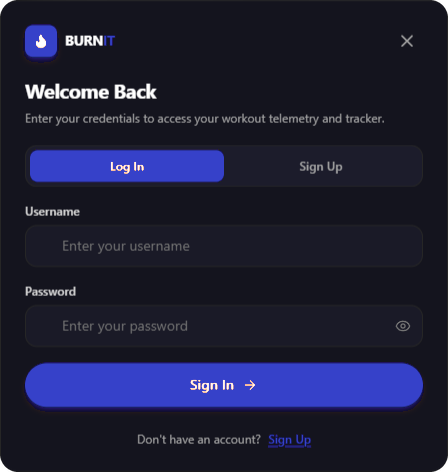 BURNIT
Welcome Back
Enter your credentials to access your workout telemetry and tracker.
Log In
Sign Up
Username
Enter your username
Password
Enter your password
Sign In →
Don't have an account? Sign Up